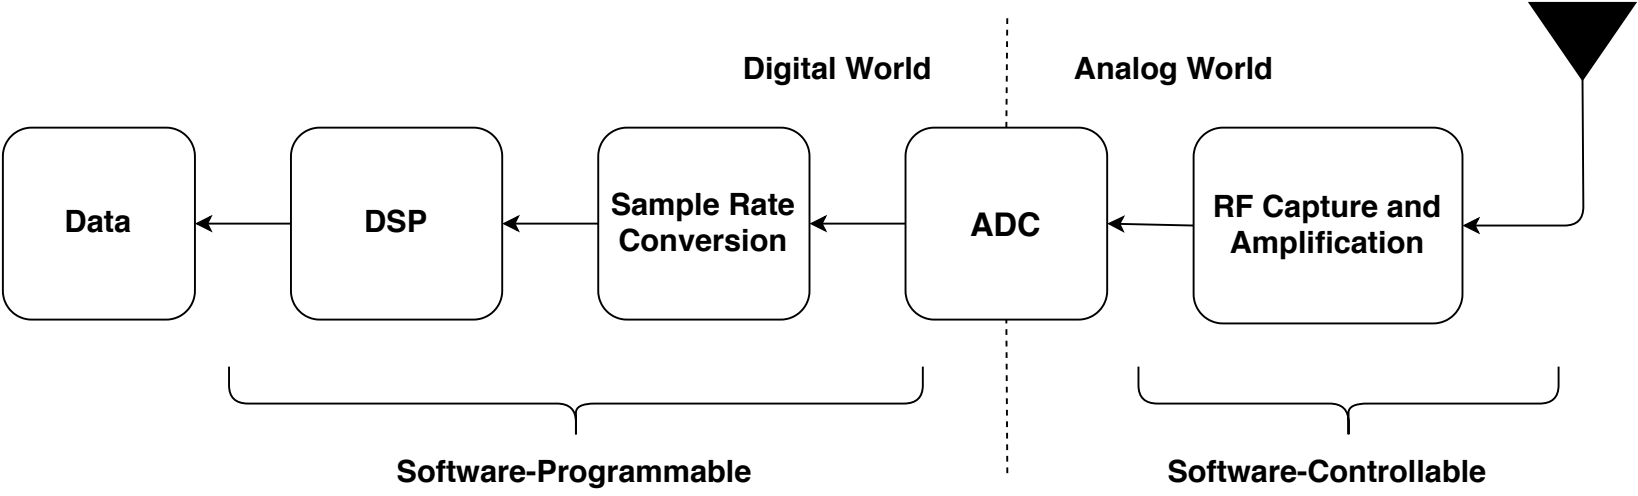 Digital World
Analog World
Data
DSP
Sample Rate
Conversion
ADC
RF Capture and
Amplification
Software-Programmable
Software-Controllable